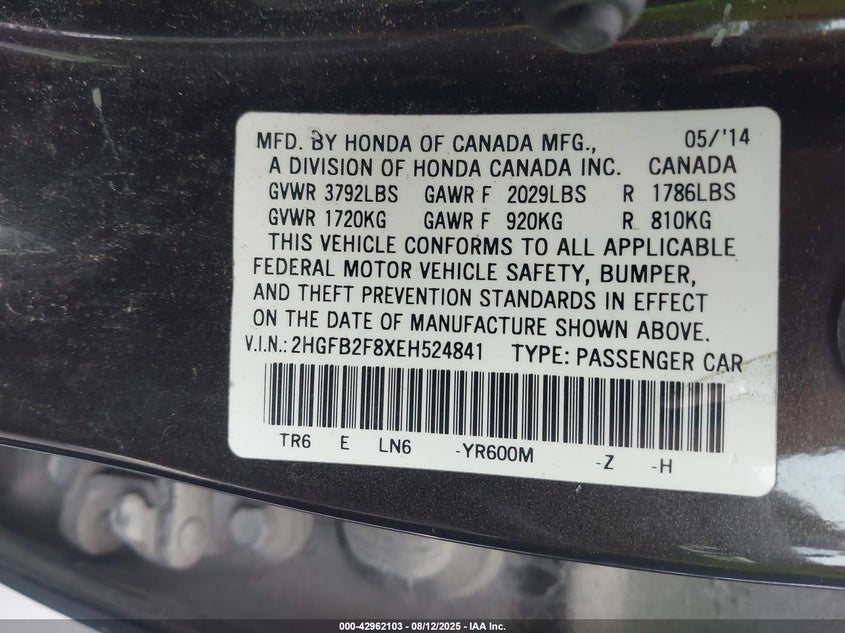 MFD. BY HONDA OF CANADA MFG., 05/'14
A DIVISION OF HONDA CANADA INC. CANADA
GVWR 3792LBS GAWR F 2029LBS R 1786LBS
GVWR 1720KG GAWR F 920KG R 810KG
THIS VEHICLE CONFORMS TO ALL APPLICABLE
FEDERAL MOTOR VEHICLE SAFETY, BUMPER,
AND THEFT PREVENTION STANDARDS IN EFFECT
ON THE DATE OF MANUFACTURE SHOWN ABOVE.
V.I.N.: 2HGFB2F8XEH524841 TYPE: PASSENGER CAR
TR6 E LN6 -YR600M -Z -H
000-42962103 - 08/12/2025 - IAA Inc.